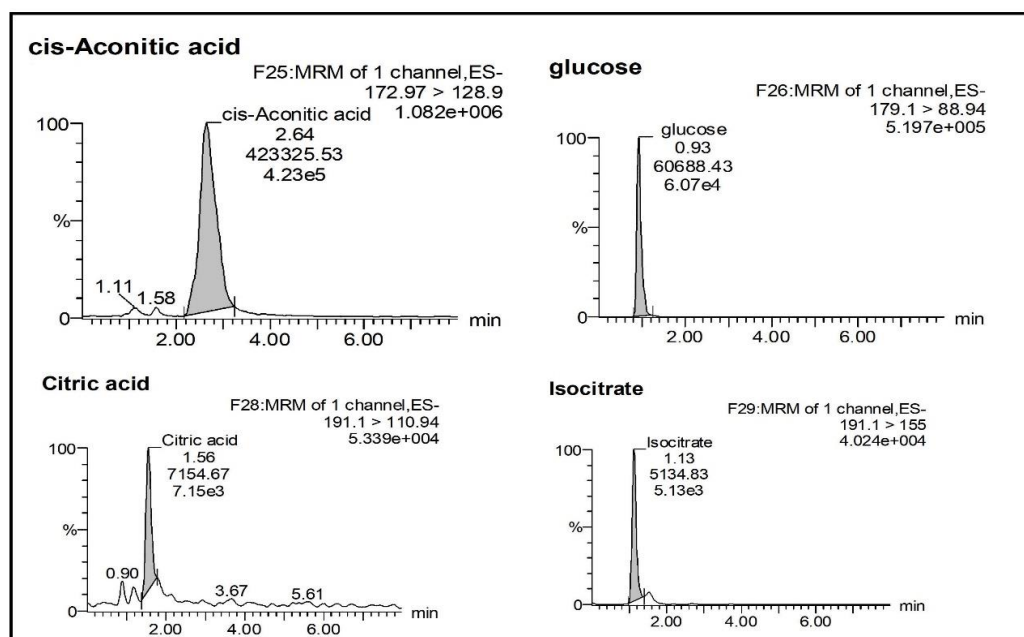 cis-Aconitic acid
F25:MRM of 1 channel,ES-
172.97 > 128.9
1.082e+006
100
cis-Aconitic acid
2.64
423325.53
4.23e5
%
1.11
1.58
0
2.00
4.00
6.00
min
glucose
F26:MRM of 1 channel,ES-
179.1 > 88.94
5.197e+005
100
glucose
0.93
60688.43
6.07e4
%
0
2.00
4.00
6.00
min
Citric acid
F28:MRM of 1 channel,ES-
191.1 > 110.94
5.339e+004
100
Citric acid
1.56
7154.67
7.15e3
%
0.90
3.67
5.61
0
2.00
4.00
6.00
min
Isocitrate
F29:MRM of 1 channel,ES-
191.1 > 155
4.024e+004
100
Isocitrate
1.13
5134.83
5.13e3
%
0
2.00
4.00
6.00
min